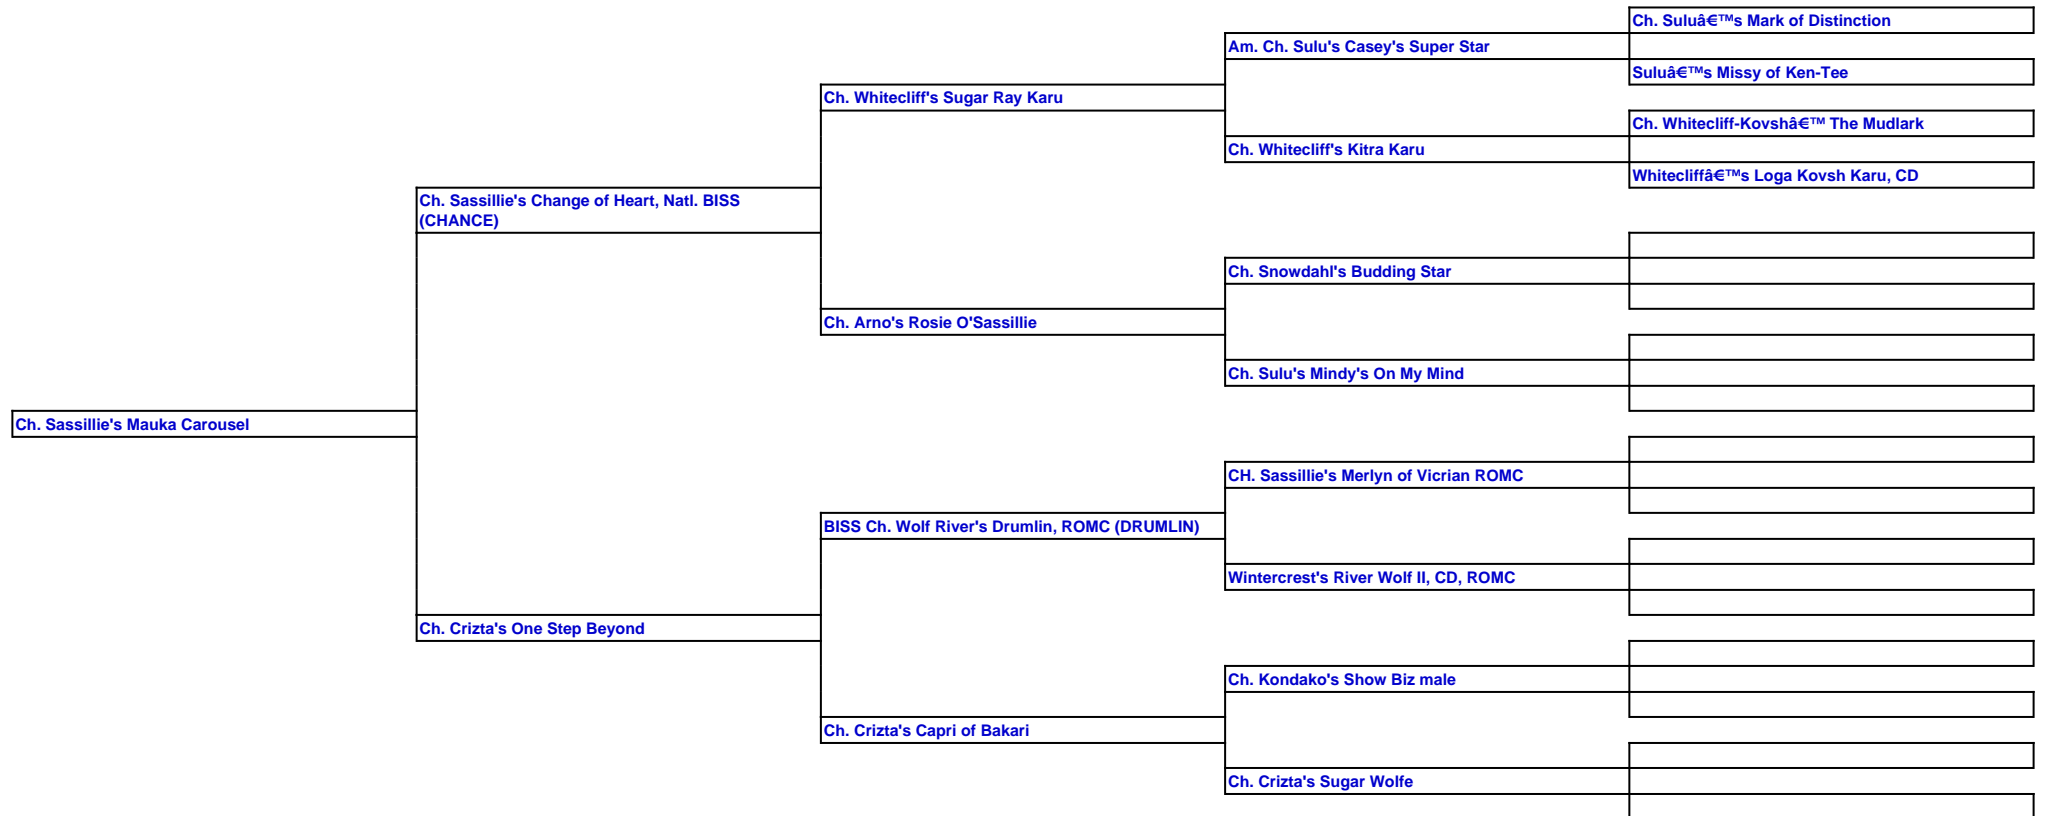 Ch. Suluâ€™s Mark of Distinction
Am. Ch. Sulu's Casey's Super Star
Suluâ€™s Missy of Ken-Tee
Ch. Whitecliff's Sugar Ray Karu
Ch. Whitecliff-Kovshâ€™ The Mudlark
Ch. Whitecliff's Kitra Karu
Whitecliffâ€™s Loga Kovsh Karu, CD
Ch. Sassillie's Change of Heart, Natl. BISS
(CHANCE)
Ch. Snowdahl's Budding Star
Ch. Arno's Rosie O'Sassillie
Ch. Sulu's Mindy's On My Mind
Ch. Sassillie's Mauka Carousel
CH. Sassillie's Merlyn of Vicrian ROMC
BISS Ch. Wolf River's Drumlin, ROMC (DRUMLIN)
Wintercrest's River Wolf II, CD, ROMC
Ch. Crizta's One Step Beyond
Ch. Kondako's Show Biz male
Ch. Crizta's Capri of Bakari
Ch. Crizta's Sugar Wolfe